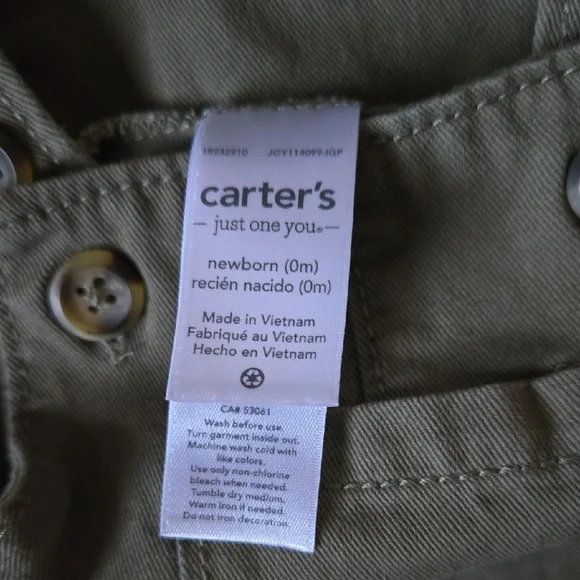 1R232910 JOY114099-IGP
carter's
just one you®
newborn (0m)
recién nacido (0m)
Made in Vietnam
Fabriqué au Vietnam
Hecho en Vietnam
CA# 53061
Wash before use.
Turn garment inside out.
Machine wash cold with
like colors.
Use only non-chlorine
bleach when needed.
Tumble dry medium.
Warm iron if needed.
Do not iron decoration.